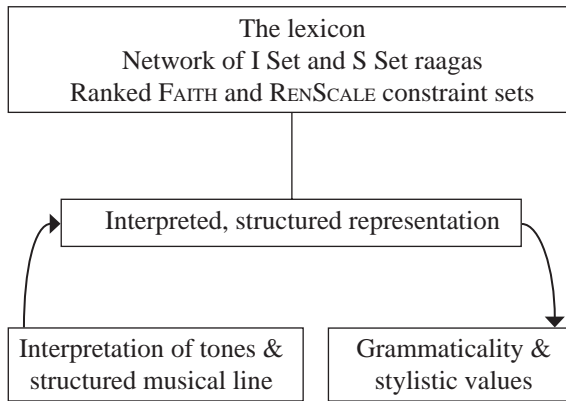 The lexicon
Network of I Set and S Set raagas
Ranked FAITH and RENSCALE constraint sets
Interpreted, structured representation
Interpretation of tones &
structured musical line
Grammaticality &
stylistic values